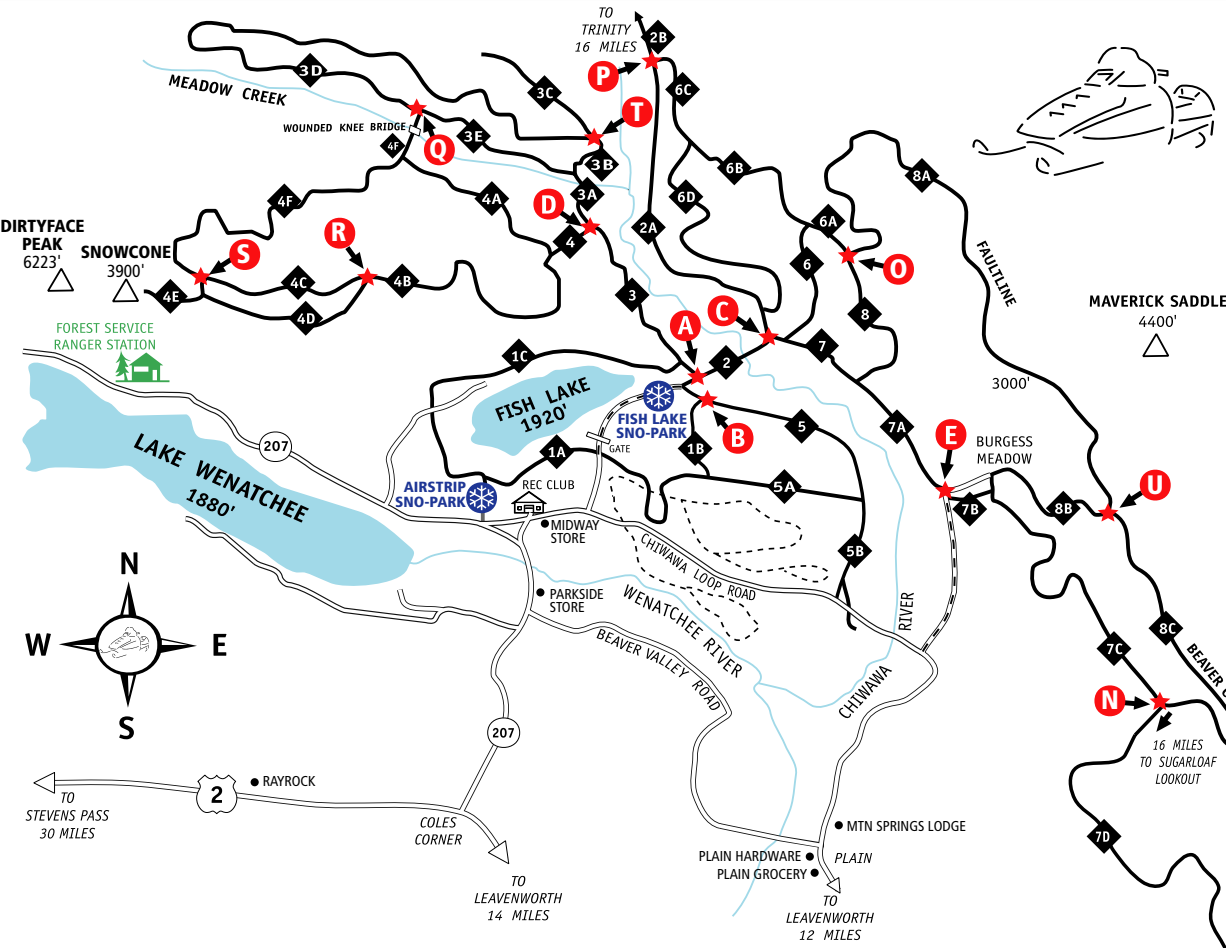 TO
TRINITY
16 MILES
2B
P
3D
3C
6C
T
MEADOW CREEK
WOUNDED KNEE BRIDGE
3E
4F
Q
3B
6B
8A
4F
4A
3A
6D
D
4
2A
6A
DIRTYFACE
PEAK
6223'
SNOWCONE
3900'
S
R
6
O
FAULTLINE
4E
4C
4B
4D
3
C
8
MAVERICK SADDLE
4400'
FOREST SERVICE
RANGER STATION
A
1C
2
7
3000'
FISH LAKE
1920'
FISH LAKE
SNO-PARK
B
5
7A
E
BURGESS
MEADOW
207
LAKE WENATCHEE
1880'
GATE
1A
1B
5A
AIRSTRIP
SNO-PARK
REC CLUB
MIDWAY
STORE
7B
8B
U
CHIWAWA LOOP ROAD
5B
PARKSIDE
STORE
WENATCHEE RIVER
RIVER
CHIWAWA
BEAVER VALLEY ROAD
N
W
E
S
8C
7C
BEAVER
N
16 MILES
TO SUGARLOAF
LOOKOUT
207
2
RAYROCK
TO
STEVENS PASS
30 MILES
COLES
CORNER
TO
LEAVENWORTH
14 MILES
MTN SPRINGS LODGE
PLAIN HARDWARE
PLAIN
PLAIN GROCERY
TO
LEAVENWORTH
12 MILES
7D